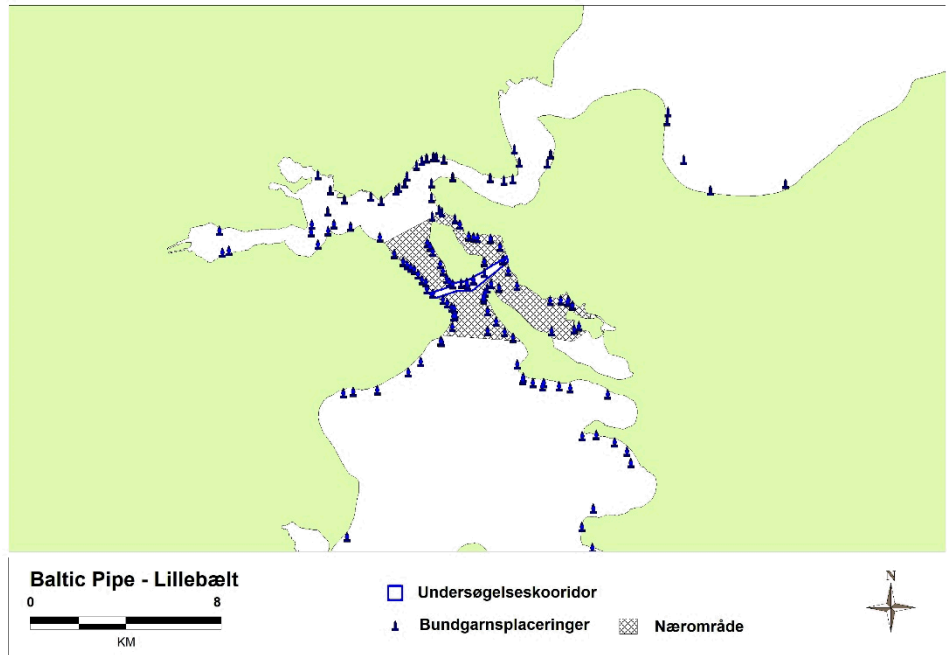 Baltic Pipe - Lillebælt
0 8
KM
Undersøgelseskooridor
Bundgarnsplaceringer
Nærområde
N